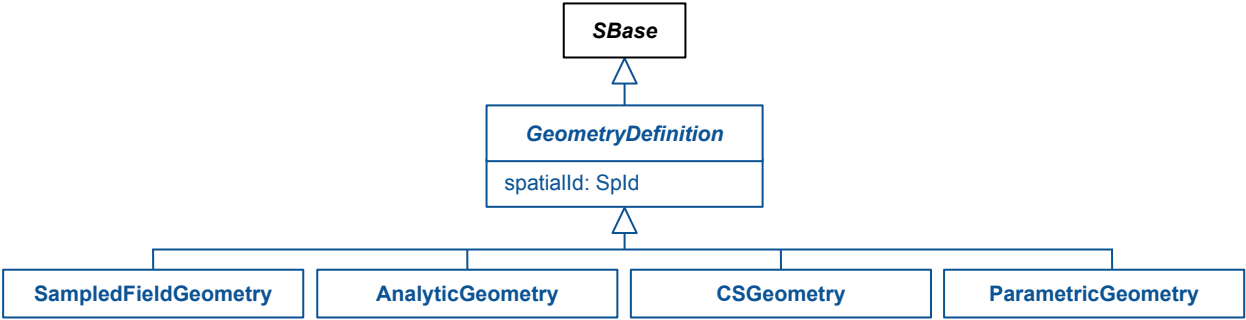 SBase
GeometryDefinition
spatialId: SpId
SampledFieldGeometry
AnalyticGeometry
CSGeometry
ParametricGeometry